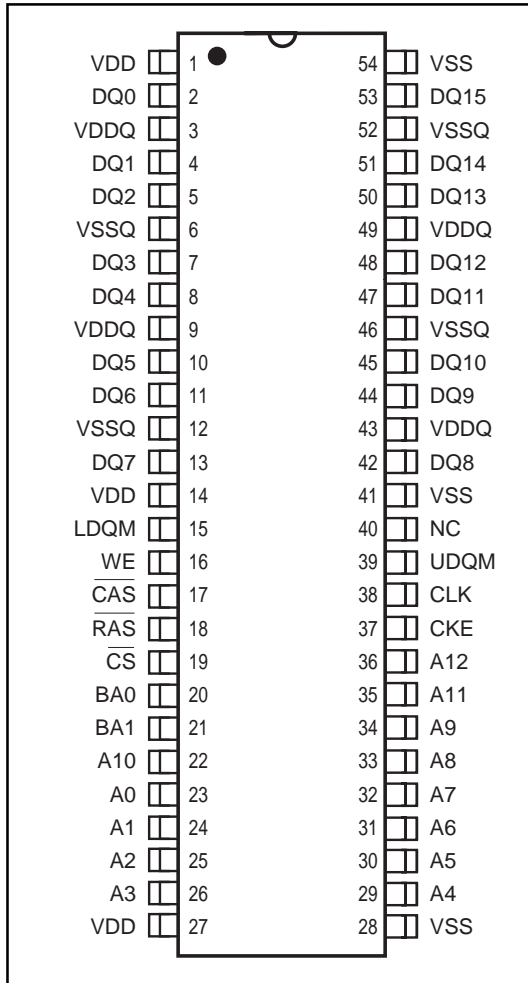 VDD 1 54 VSS
DQ0 2 53 DQ15
VDDQ 3 52 VSSQ
DQ1 4 51 DQ14
DQ2 5 50 DQ13
VSSQ 6 49 VDDQ
DQ3 7 48 DQ12
DQ4 8 47 DQ11
VDDQ 9 46 VSSQ
DQ5 10 45 DQ10
DQ6 11 44 DQ9
VSSQ 12 43 VDDQ
DQ7 13 42 DQ8
VDD 14 41 VSS
LDQM 15 40 NC
WE 16 39 UDQM
C̅A̅S̅ 17 38 CLK
R̅A̅S̅ 18 37 CKE
C̅S̅ 19 36 A12
BA0 20 35 A11
BA1 21 34 A9
A10 22 33 A8
A0 23 32 A7
A1 24 31 A6
A2 25 30 A5
A3 26 29 A4
VDD 27 28 VSS